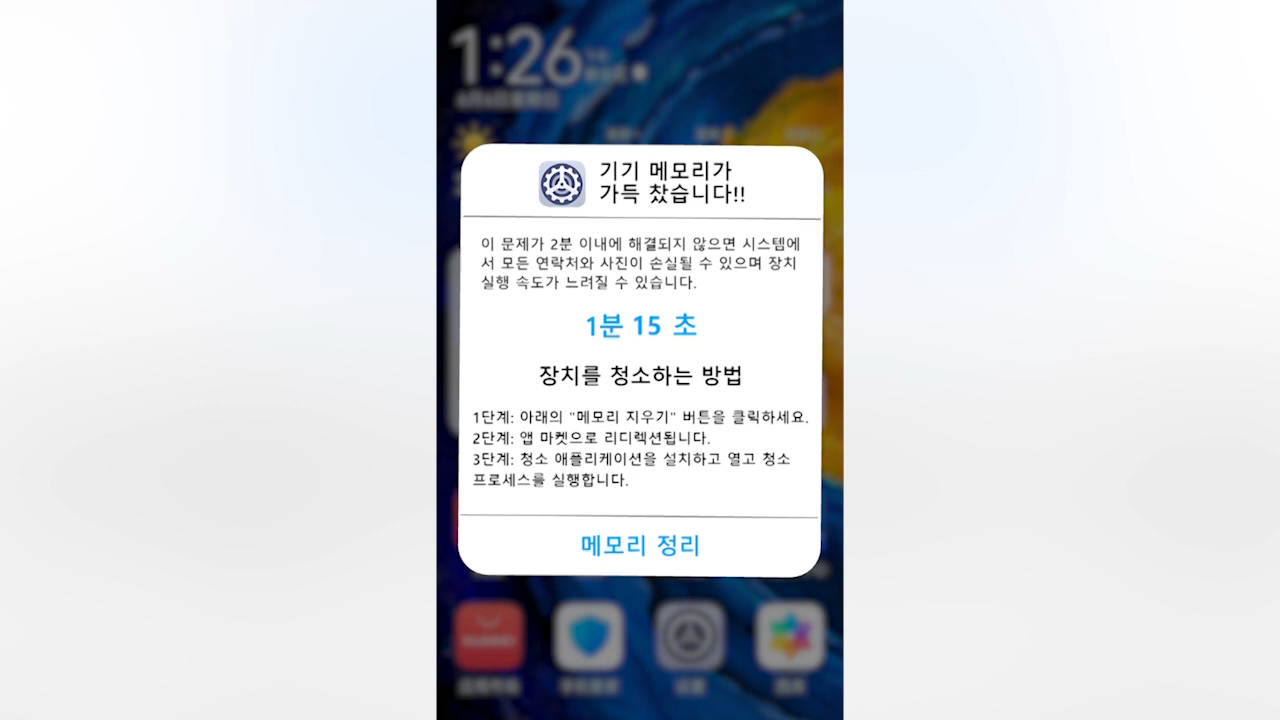 1:26
기기 메모리가
가득 찼습니다!!
이 문제가 2분 이내에 해결되지 않으면 시스템에
서 모든 연락처와 사진이 손실될 수 있으며 장치
실행 속도가 느려질 수 있습니다.
1분 15 초
장치를 청소하는 방법
1단계: 아래의 "메모리 지우기" 버튼을 클릭하세요.
2단계: 앱 마켓으로 리디렉션됩니다.
3단계: 청소 애플리케이션을 설치하고 열고 청소
프로세스를 실행합니다.
메모리 정리